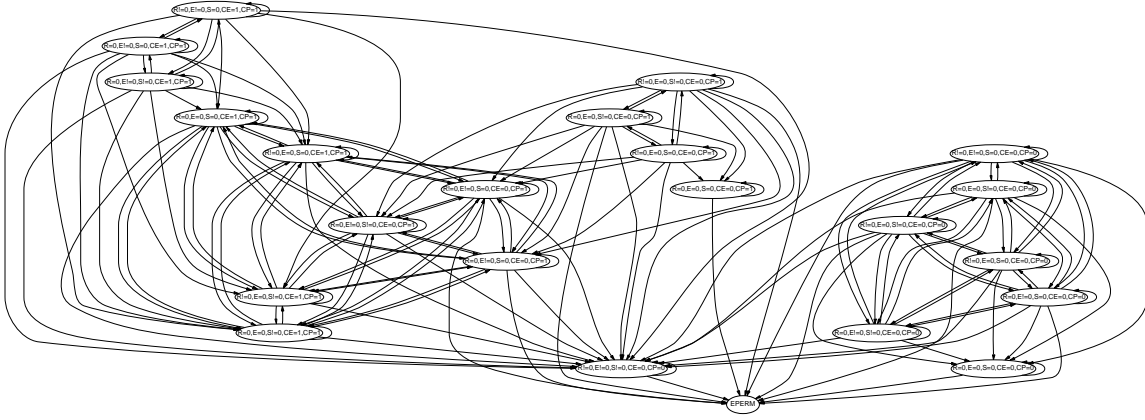 R!=0,E!=0,S=0,CE=1,CP=1
R=0,E!=0,S=0,CE=1,CP=1
R=0,E!=0,S!=0,CE=1,CP=1
R!=0,E=0,S!=0,CE=0,CP=1
R=0,E=0,S=0,CE=1,CP=1
R=0,E=0,S!=0,CE=0,CP=1
R!=0,E=0,S=0,CE=1,CP=1
R!=0,E=0,S=0,CE=0,CP=1
R!=0,E!=0,S=0,CE=0,CP=0
R!=0,E!=0,S=0,CE=0,CP=1
R=0,E=0,S=0,CE=0,CP=1
R=0,E=0,S!=0,CE=0,CP=0
R=0,E!=0,S!=0,CE=0,CP=1
R!=0,E=0,S!=0,CE=0,CP=0
R=0,E!=0,S=0,CE=0,CP=1
R!=0,E=0,S=0,CE=0,CP=0
R!=0,E=0,S!=0,CE=1,CP=1
R=0,E!=0,S=0,CE=0,CP=0
R=0,E=0,S!=0,CE=1,CP=1
R=0,E!=0,S!=0,CE=0,CP=0
R!=0,E!=0,S!=0,CE=0,CP=0
R=0,E=0,S=0,CE=0,CP=0
EPERM